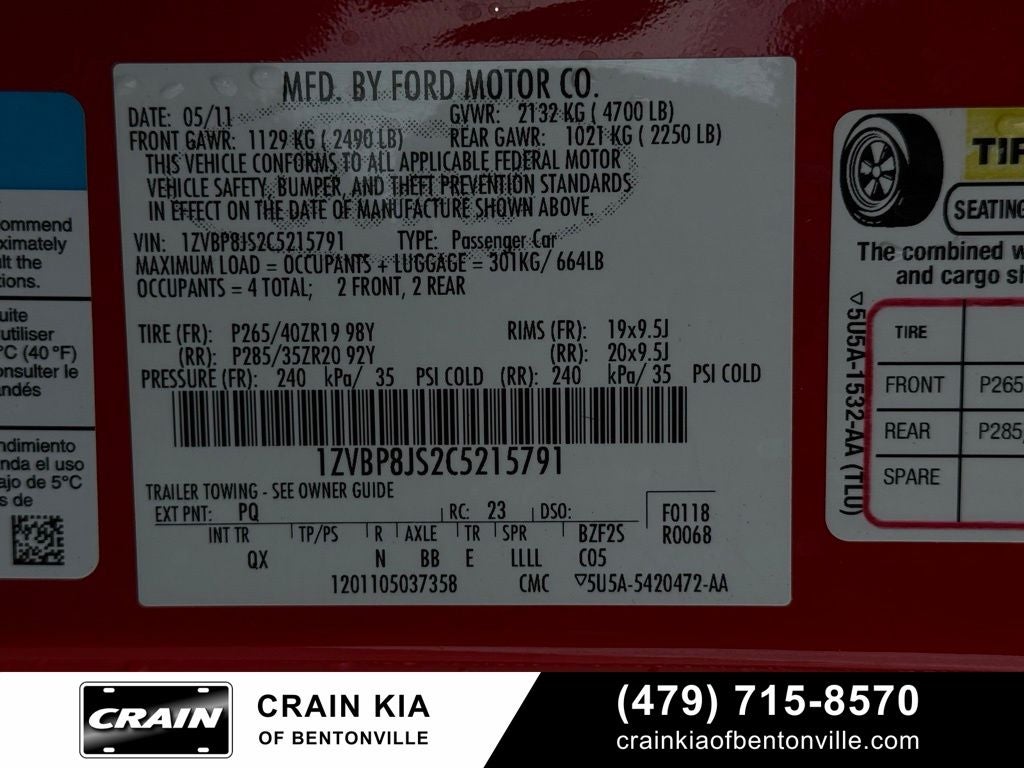 MFD. BY FORD MOTOR CO.
DATE: 05/11 GVWR: 2132 KG ( 4700 LB)
FRONT GAWR: 1129 KG ( 2490 LB) REAR GAWR: 1021 KG ( 2250 LB)
THIS VEHICLE CONFORMS TO ALL APPLICABLE FEDERAL MOTOR
VEHICLE SAFETY, BUMPER, AND THEFT PREVENTION STANDARDS
IN EFFECT ON THE DATE OF MANUFACTURE SHOWN ABOVE.
VIN: 1ZVBP8JS2C5215791 TYPE: Passenger Car
MAXIMUM LOAD = OCCUPANTS + LUGGAGE = 301KG/ 664LB
OCCUPANTS = 4 TOTAL; 2 FRONT, 2 REAR
TIRE (FR): P265/40ZR19 98Y RIMS (FR): 19x9.5J
(RR): P285/35ZR20 92Y (RR): 20x9.5J
PRESSURE (FR): 240 kPa/ 35 PSI COLD (RR): 240 kPa/ 35 PSI COLD
1ZVBP8JS2C5215791
TRAILER TOWING - SEE OWNER GUIDE
EXT PNT: PQ RC: 23 DSO: F0118
INT TR TP/PS R AXLE TR SPR BZF2S R0068
QX N BB E LLLL C05
1201105037358 CMC ▽5U5A-5420472-AA
ommend
ximately
ult the
tions.
uite
utiliser
°C (40 °F)
onsulter le
andés
ndimiento
nda el uso
ajo de 5°C
s de
TIR
SEATING
The combined w
and cargo sh
▽5U5A-1532-AA (TLU)
TIRE
FRONT P265
REAR P285
SPARE
CRAIN
CRAIN KIA
OF BENTONVILLE
(479) 715-8570
crainkiaofbentonville.com